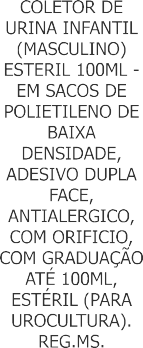 COLETOR DE
URINA INFANTIL
(MASCULINO)
ESTERIL 100ML -
EM SACOS DE
POLIETILENO DE
BAIXA
DENSIDADE,
ADESIVO DUPLA
FACE,
ANTIALERGICO,
COM ORIFICIO,
COM GRADUAÇÃO
ATÉ 100ML,
ESTÉRIL (PARA
UROCULTURA).
REG.MS.